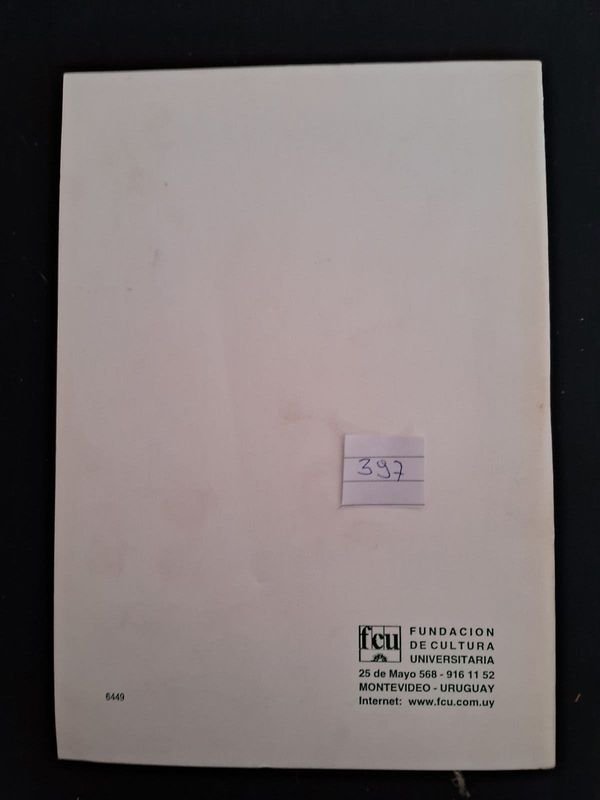 397
fcu
FUNDACION
DE CULTURA
UNIVERSITARIA
25 de Mayo 568 - 916 11 52
MONTEVIDEO - URUGUAY
Internet: www.fcu.com.uy
6449